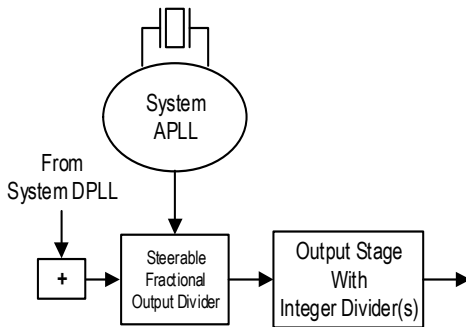 System
APLL
From
System DPLL
+
Steerable
Fractional
Output Divider
Output Stage
With
Integer Divider(s)